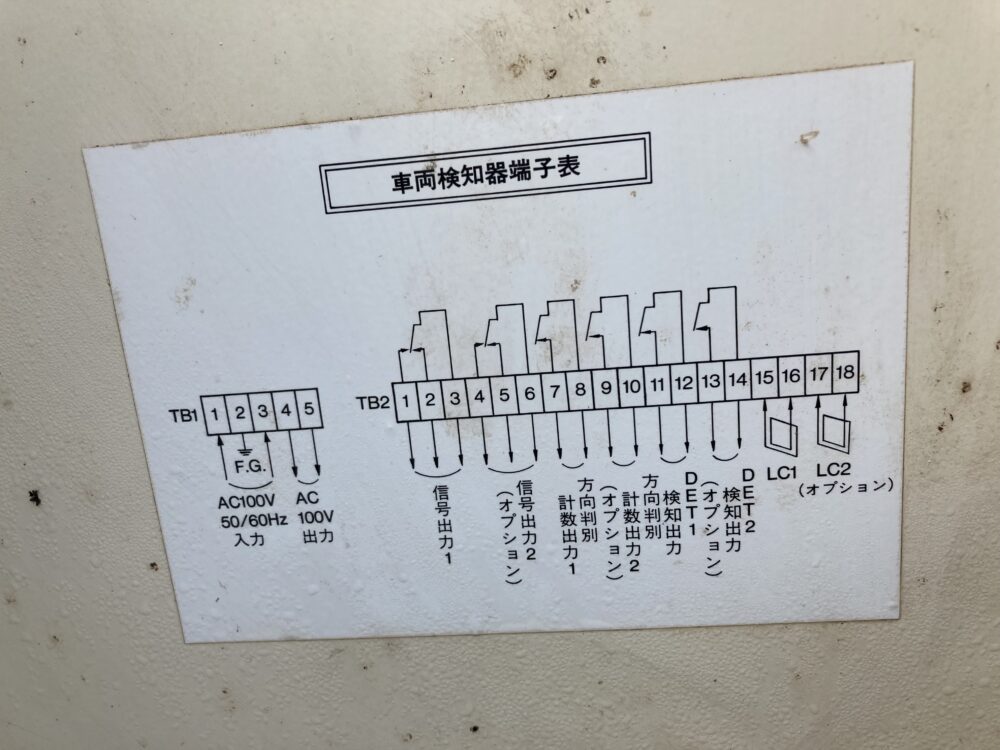 車両検知器端子表
TB1 1 2 3 4 5
F.G.
AC100V
50/60Hz
入力
AC
100V
出力
TB2 1 2 3 4 5 6 7 8 9 10 11 12 13 14 15 16 17 18
信号出力1
信号出力2
(オプション)
方向判別
計数出力1
方向判別
計数出力2
(オプション)
DET1
検知出力
DET2
検知出力
(オプション)
LC1
LC2
(オプション)